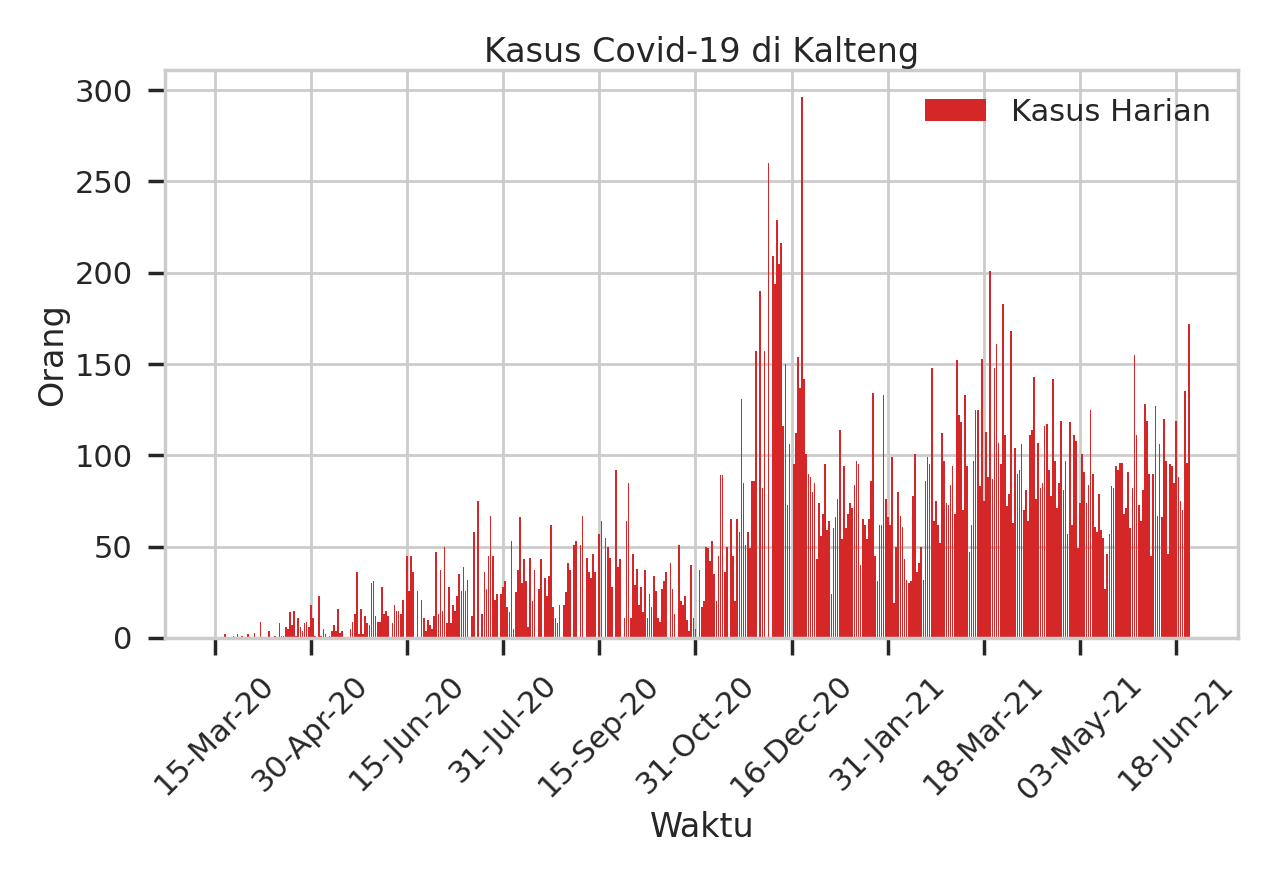 Kasus Covid-19 di Kalteng
Kasus Harian
300
250
200
150
100
50
0
Orang
15-Mar-20
30-Apr-20
15-Jun-20
31-Jul-20
15-Sep-20
31-Oct-20
16-Dec-20
31-Jan-21
18-Mar-21
03-May-21
18-Jun-21
Waktu